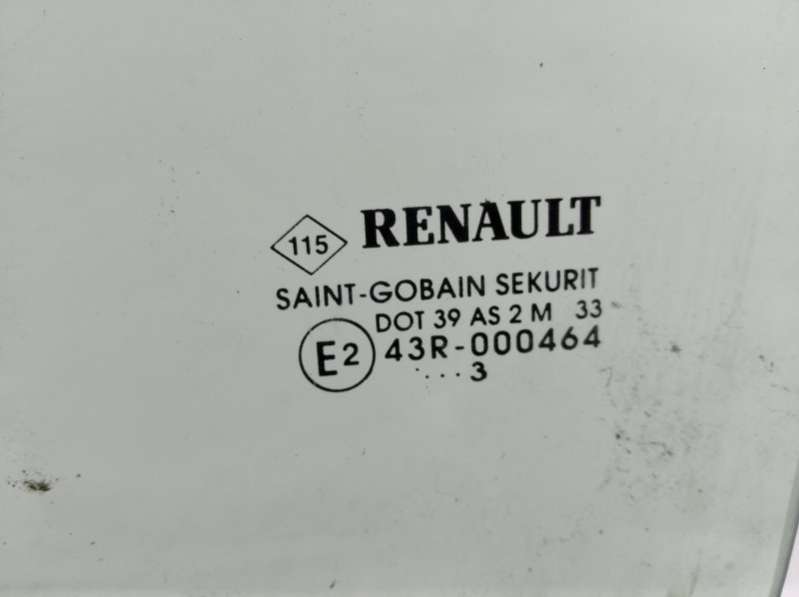 115 RENAULT
SAINT-GOBAIN SEKURIT
DOT 39 AS 2 M 33
E2 43R-000464
....3